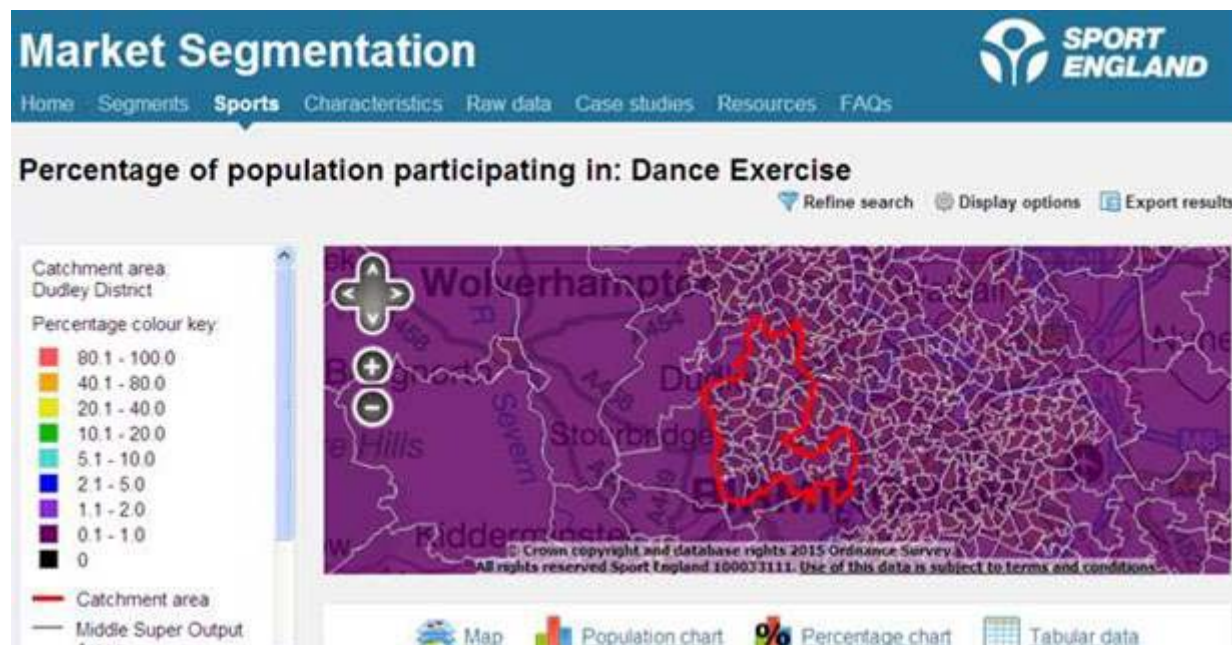 Market Segmentation
SPORT
ENGLAND
Home Segments Sports Characteristics Raw data Case studies Resources FAQs
Percentage of population participating in: Dance Exercise
Refine search Display options Export results
Catchment area:
Dudley District
Percentage colour key:
80.1 - 100.0
40.1 - 80.0
20.1 - 40.0
10.1 - 20.0
5.1 - 10.0
2.1 - 5.0
1.1 - 2.0
0.1 - 1.0
0
Catchment area
Middle Super Output
Wolverhampto
A454
A458
Severn
Stourbridge
Hills
Kidderminster
© Crown copyright and database rights 2015 Ordnance Survey
All rights reserved Sport England 100033111. Use of this data is subject to terms and conditions.
Map Population chart Percentage chart Tabular data